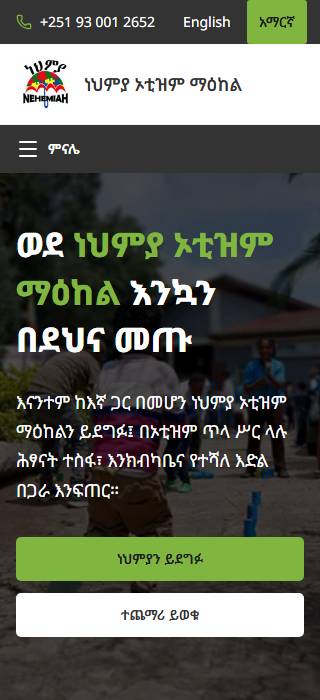 +251 93 001 2652 English አማርኛ
ነህምያ
NEHEMIAH
ነህምያ ኦቲዝም ማዕከል
ምናሌ
ወደ ነህምያ ኦቲዝም
ማዕከል እንኳን
በደህና መጡ
እናንተም ከእኛ ጋር በመሆን ነህምያ ኦቲዝም
ማዕከልን ይደግፉ፤ በኦቲዝም ጥላ ሥር ላሉ
ሕፃናት ተስፋ፣ እንክብካቤና የተሻለ እድል
በጋራ እንፍጠር።
ነህምያን ይደግፉ
ተጨማሪ ይወቁ